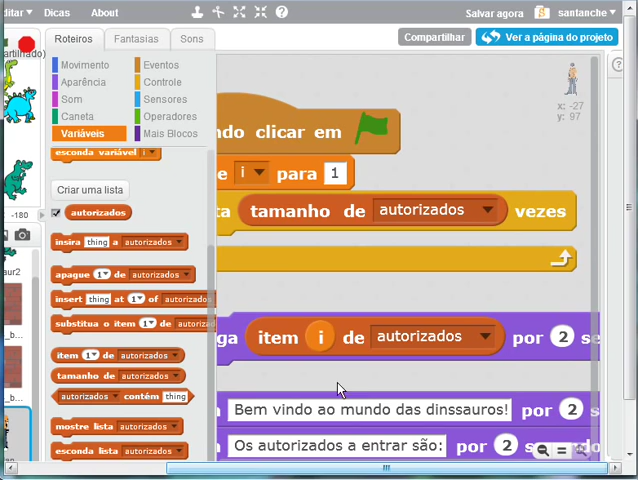 ditar Dicas About Salvar agora santanche
Roteiros Fantasias Sons Compartilhar Ver a página do projeto
artilhado)
Movimento Eventos
Aparência Controle
Som Sensores
Caneta Operadores
Variáveis Mais Blocos
x: -27
y: 97
esconda variável i
Criar uma lista
autorizados
-180
insira thing a autorizados
apague 1 de autorizados
insert thing at 1 of autorizados
substitua o item 1 de autorizad
item 1 de autorizados
tamanho de autorizados
autorizados contém thing
mostre lista autorizados
esconda lista autorizados
aur2
_b...
_b...
ndo clicar em
e i para 1
ta tamanho de autorizados vezes
ga item i de autorizados por 2 se
Bem vindo ao mundo das dinssauros! por 2 s
Os autorizados a entrar são: por 2